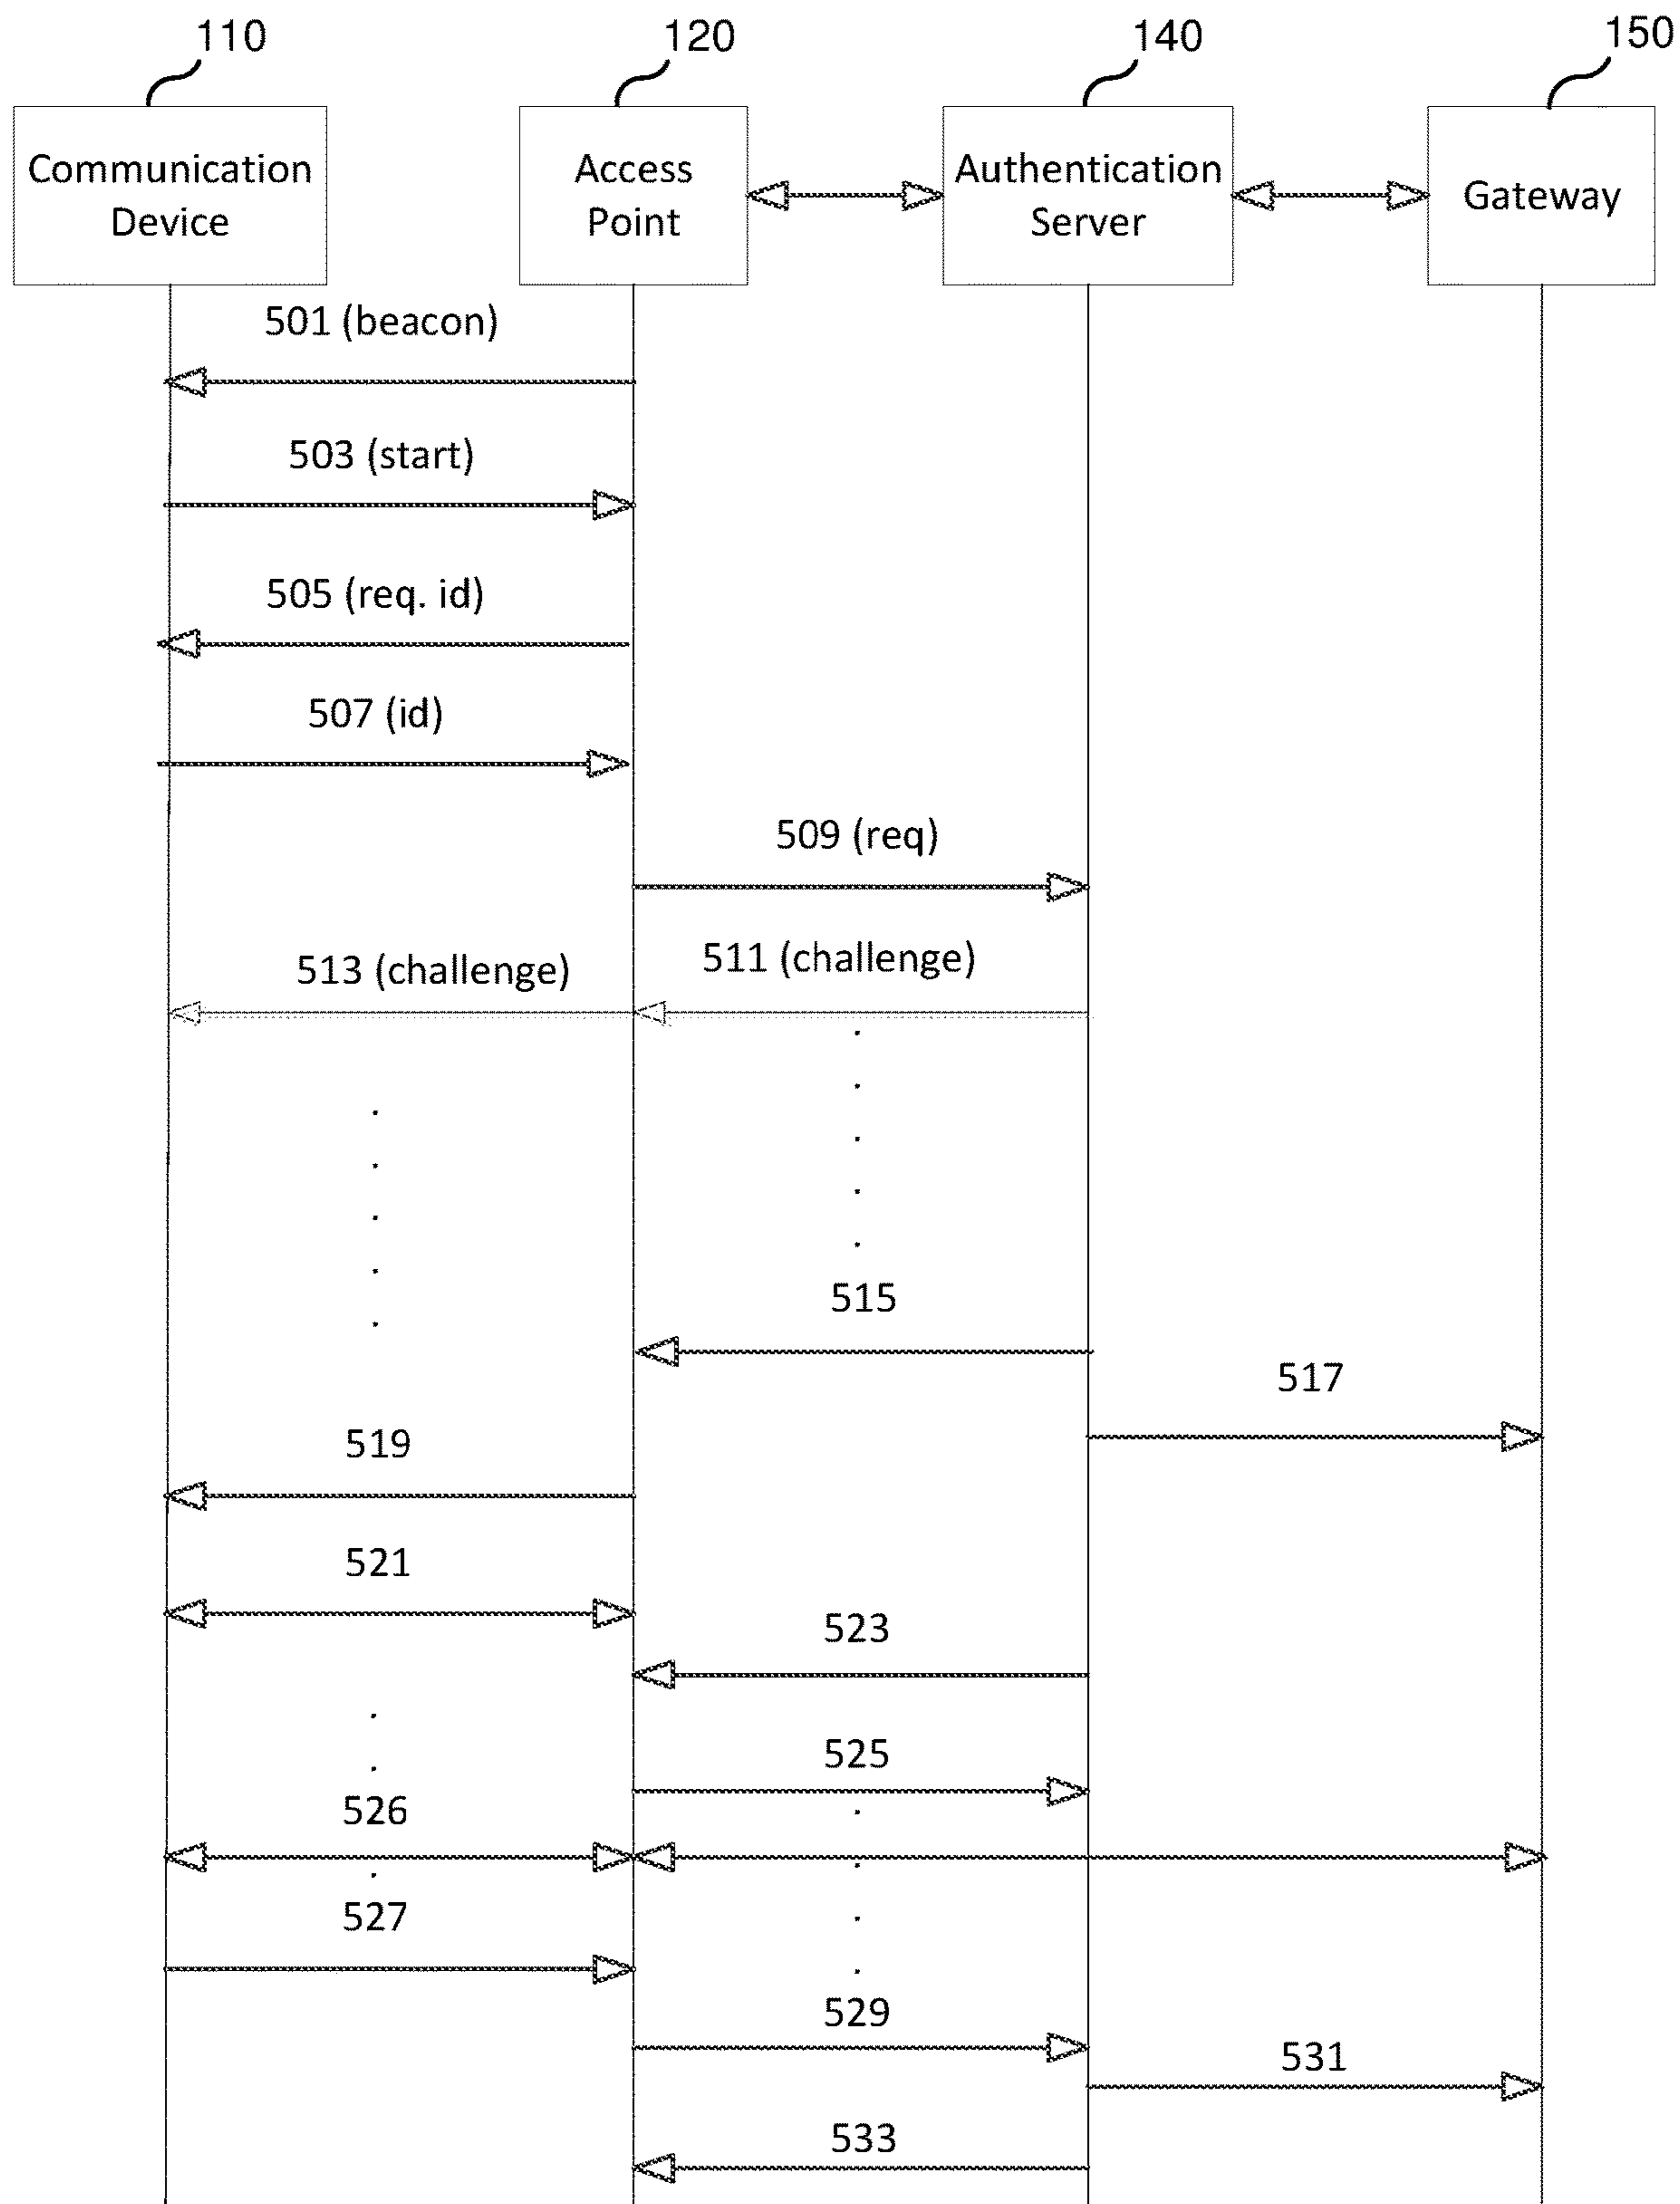 110
120
140
150
Communication
Device
Access
Point
Authentication
Server
Gateway
501 (beacon)
503 (start)
505 (req. id)
507 (id)
509 (req)
513 (challenge)
511 (challenge)
515
517
519
521
523
525
526
527
529
531
533